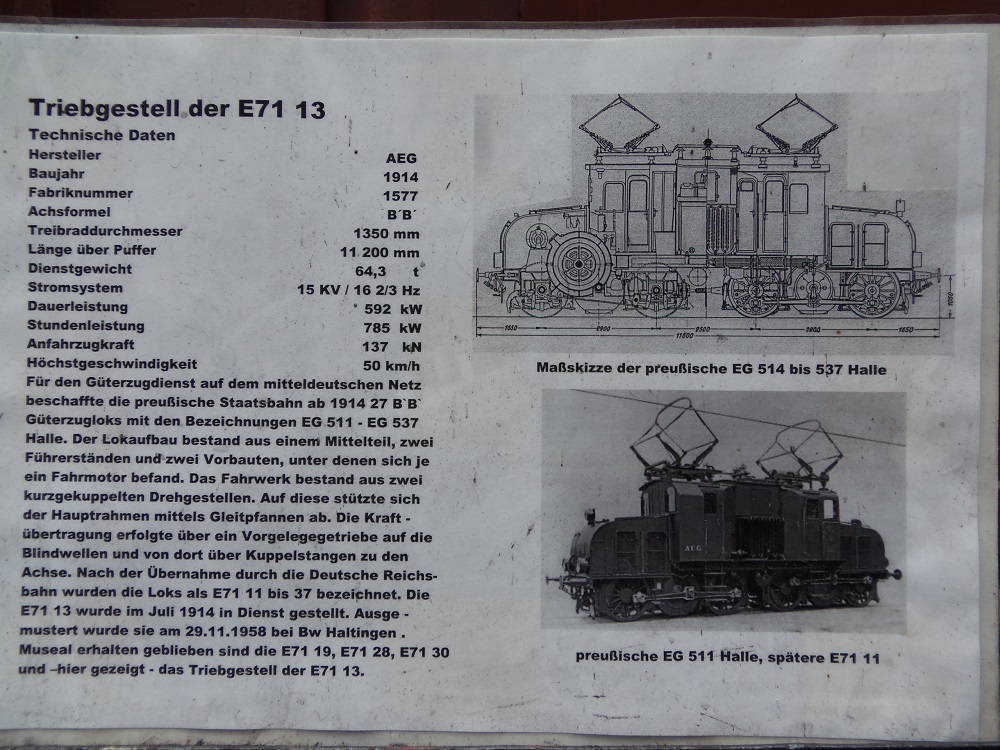 Triebgestell der E71 13
Technische Daten
Hersteller AEG
Baujahr 1914
Fabriknummer 1577
Achsformel B´B´
Treibraddurchmesser 1350 mm
Länge über Puffer 11.200 mm
Dienstgewicht 64,3 t
Stromsystem 15 KV / 16 2/3 Hz
Dauerleistung 592 kW
Stundenleistung 785 kW
Anfahrzugkraft 137 kN
Höchstgeschwindigkeit 50 km/h
Für den Güterzugdienst auf dem mitteldeutschen Netz
beschaffte die preußische Staatsbahn ab 1914 27 B`B`
Güterzugloks mit den Bezeichnungen EG 511 - EG 537
Halle. Der Lokaufbau bestand aus einem Mittelteil, zwei
Führerständen und zwei Vorbauten, unter denen sich je
ein Fahrmotor befand. Das Fahrwerk bestand aus zwei
kurzgekuppelten Drehgestellen. Auf diese stützte sich
der Hauptrahmen mittels Gleitpfannen ab. Die Kraft -
übertragung erfolgte über ein Vorgelegegetriebe auf die
Blindwellen und von dort über Kuppelstangen zu den
Achse. Nach der Übernahme durch die Deutsche Reichs-
bahn wurden die Loks als E71 11 bis 37 bezeichnet. Die
E71 13 wurde im Juli 1914 in Dienst gestellt. Ausge -
mustert wurde sie am 29.11.1958 bei Bw Haltingen .
Museal erhalten geblieben sind die E71 19, E71 28, E71 30
und –hier gezeigt - das Triebgestell der E71 13.
Maßskizze der preußische EG 514 bis 537 Halle
AEG
preußische EG 511 Halle, spätere E71 11